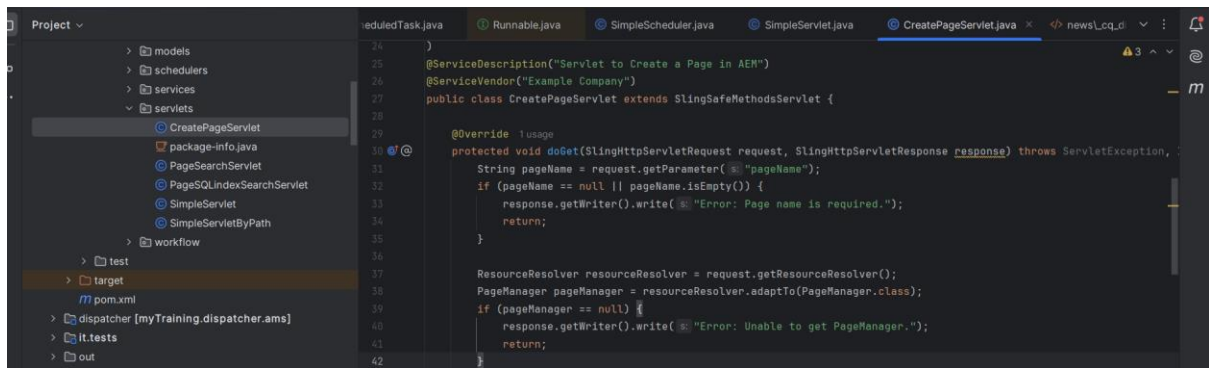 Project
models
schedulers
services
servlets
CreatePageServlet
package-info.java
PageSearchServlet
PageSQLindexSearchServlet
SimpleServlet
SimpleServletByPath
workflow
test
target
pom.xml
dispatcher [myTraining.dispatcher.ams]
it.tests
out
heduledTask.java Runnable.java SimpleScheduler.java SimpleServlet.java CreatePageServlet.java × news\_cq_d
3
24 )
25 @ServiceDescription("Servlet to Create a Page in AEM")
26 @ServiceVendor("Example Company")
27 public class CreatePageServlet extends SlingSafeMethodsServlet {
28
29 @Override 1 usage
30 @ protected void doGet(SlingHttpServletRequest request, SlingHttpServletResponse response) throws ServletException,
31 String pageName = request.getParameter( s: "pageName");
32 if (pageName == null || pageName.isEmpty()) {
33 response.getWriter().write( s: "Error: Page name is required.");
34 return;
35 }
36
37 ResourceResolver resourceResolver = request.getResourceResolver();
38 PageManager pageManager = resourceResolver.adaptTo(PageManager.class);
39 if (pageManager == null) {
40 response.getWriter().write( s: "Error: Unable to get PageManager.");
41 return;
42 }
m